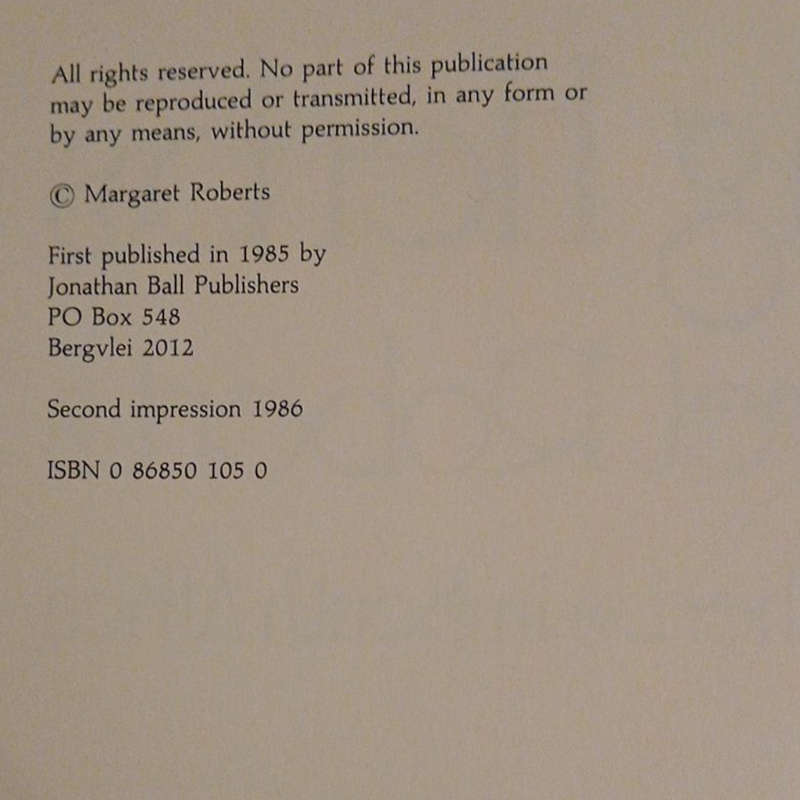 All rights reserved. No part of this publication
may be reproduced or transmitted, in any form or
by any means, without permission.
© Margaret Roberts
First published in 1985 by
Jonathan Ball Publishers
PO Box 548
Bergvlei 2012
Second impression 1986
ISBN 0 86850 105 0